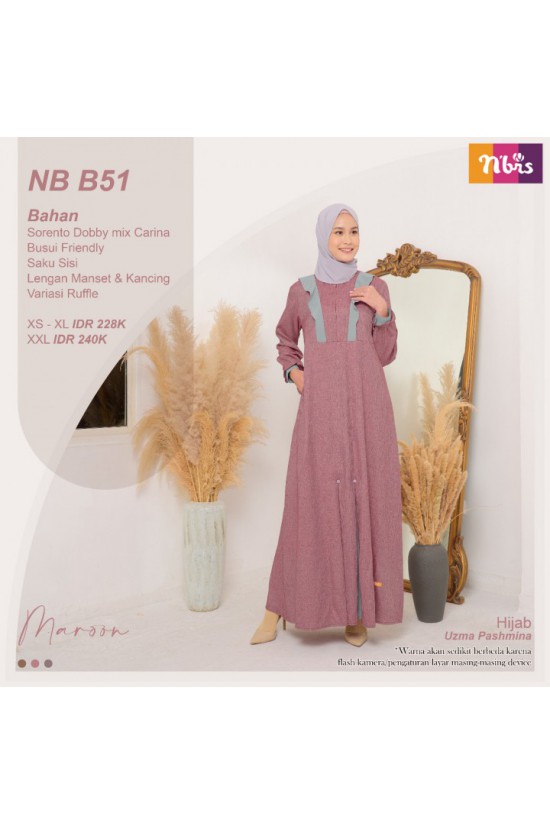 NB B51
Bahan
Sorento Dobby mix Carina
Busui Friendly
Saku Sisi
Lengan Manset & Kancing
Variasi Ruffle
XS - XL IDR 228K
XXL IDR 240K
N'brs
Maroon
Hijab
Uzma Pashmina
*Warna akan sedikit berbeda karena
flash kamera/pengaturan layar masing-masing device